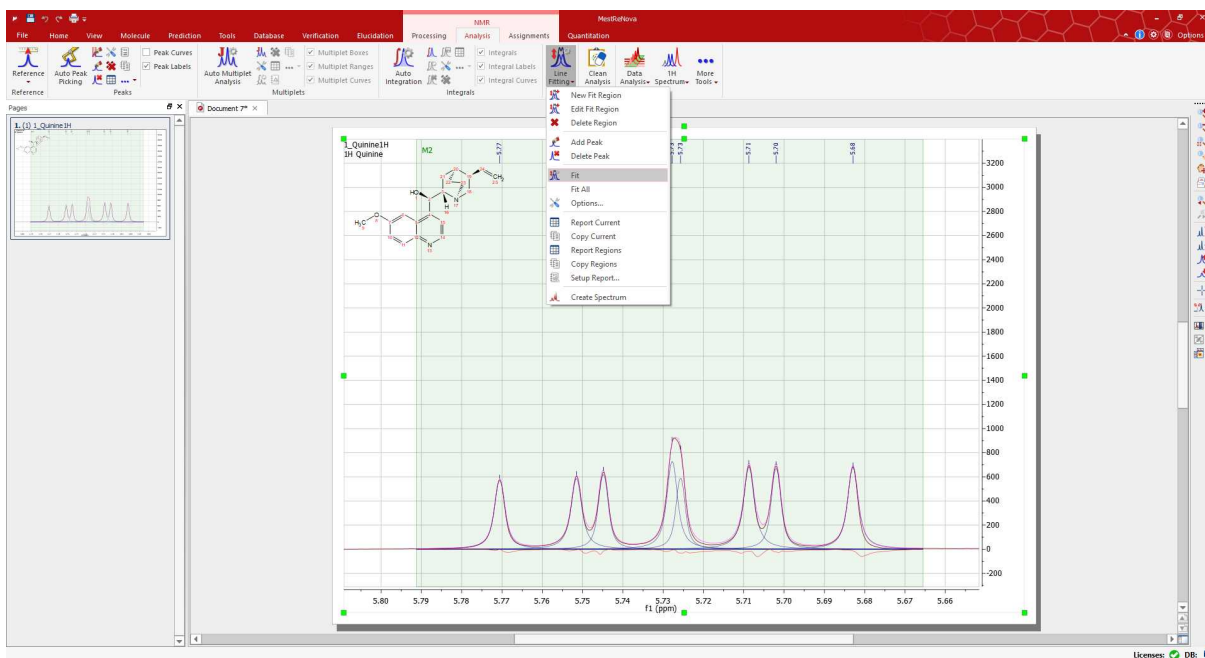 NMR
MestReNova
File Home View Molecule Prediction Tools Database Verification Elucidation Processing Analysis Assignments Quantitation
Options
Reference
Auto Peak Picking
Peak Curves
Peak Labels
Auto Multiplet Analysis
Multiplet Boxes
Multiplet Ranges
Multiplet Curves
Auto Integration
Integrals
Integral Labels
Integral Curves
Line Fitting
Clean Analysis
Data Analysis
1H Spectrum
More Tools
Reference Peaks Multiplets Integrals
Pages
Document 7*
1. (1) 1_Quinine1H
New Fit Region
Edit Fit Region
Delete Region
Add Peak
Delete Peak
Fit
Fit All
Options...
Report Current
Copy Current
Report Regions
Copy Regions
Setup Report...
Create Spectrum
1_Quinine1H
1H Quinine
M2
5.77 5.73 5.73 5.71 5.70 5.68
HO
CH3
N
H
H3C
O
N
3200
3000
2800
2600
2400
2200
2000
1800
1600
1400
1200
1000
800
600
400
200
0
-200
5.80 5.79 5.78 5.77 5.76 5.75 5.74 5.73 5.72 5.71 5.70 5.69 5.68 5.67 5.66
f1 (ppm)
Licenses: DB: